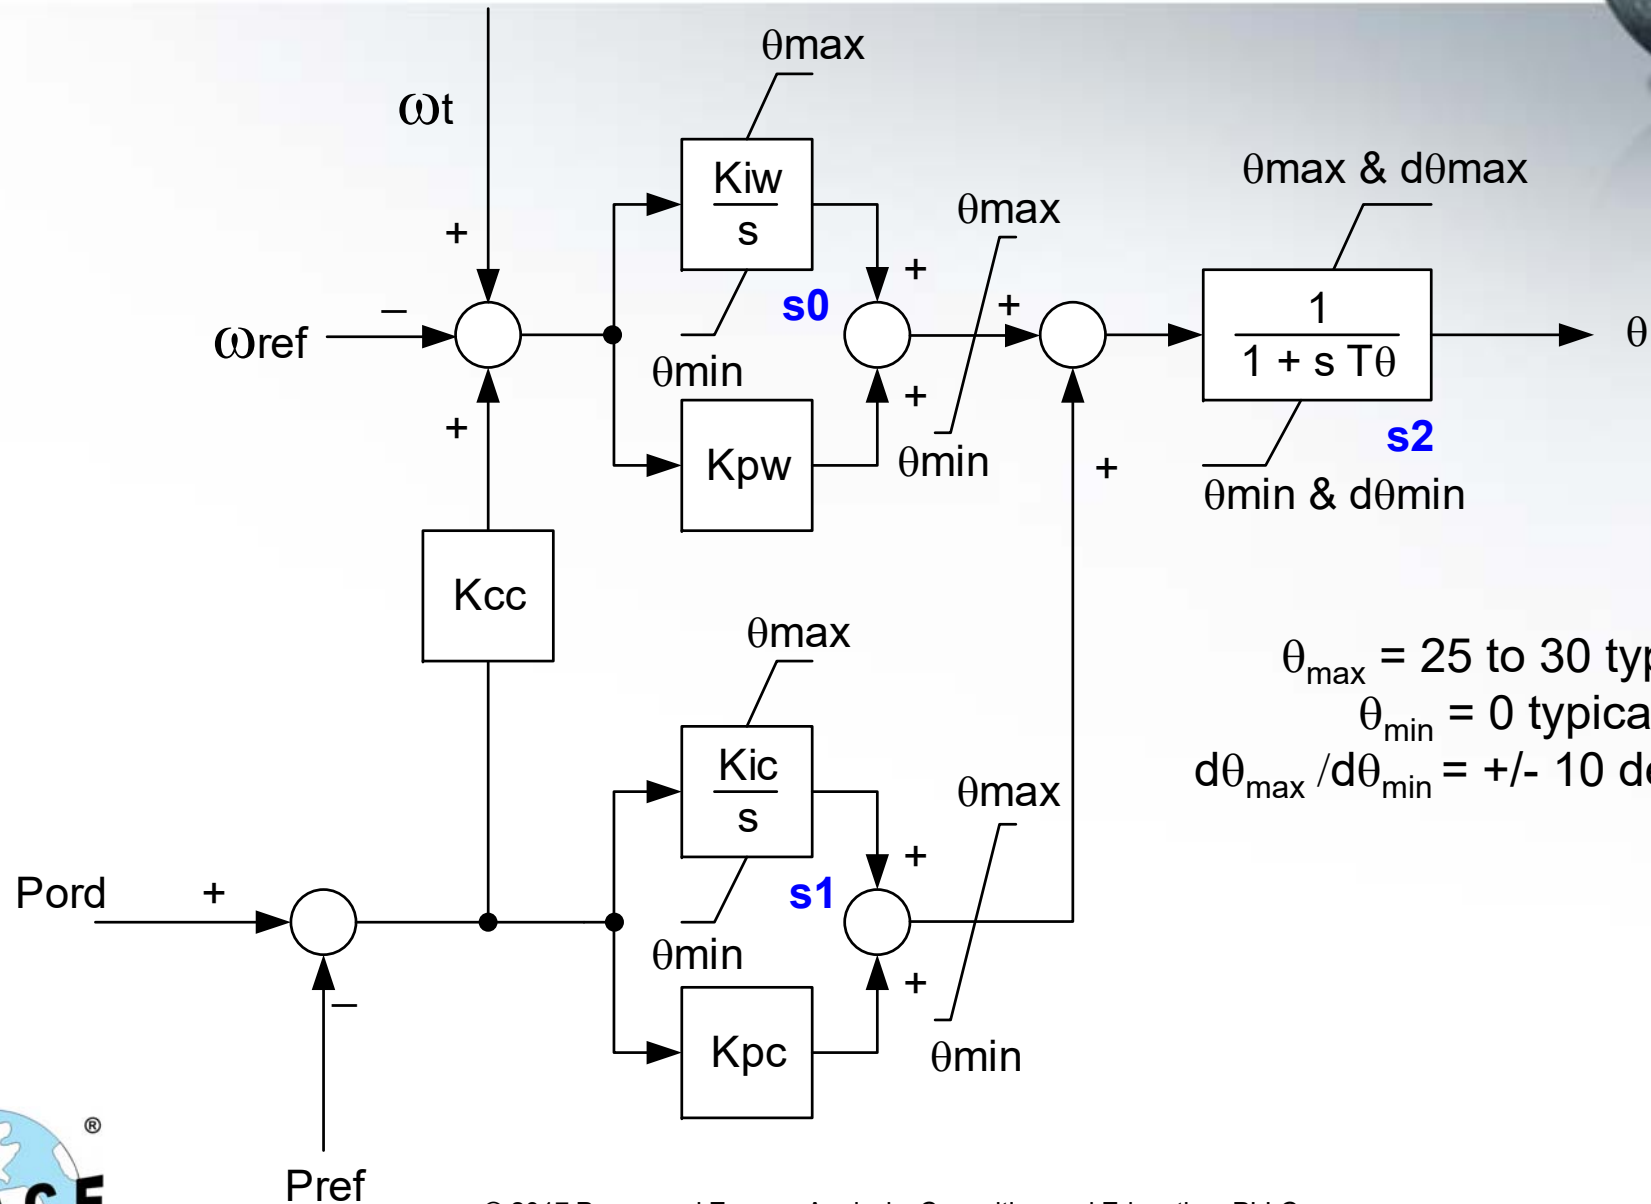 θmax
ωt
Kiw
s
θmax
θmax & dθmax
+
+
s0
–
ωref
+
1
1 + s Tθ
θ
θmin
+
Kpw
θmin
+
s2
θmin & dθmin
+
Kcc
θmax
θmax = 25 to 30
θmin = 0
dθmax /dθmin = +/- 10
Kic
s
θmax
Pord
+
+
s1
θmin
+
–
Kpc
θmin
®
Pref